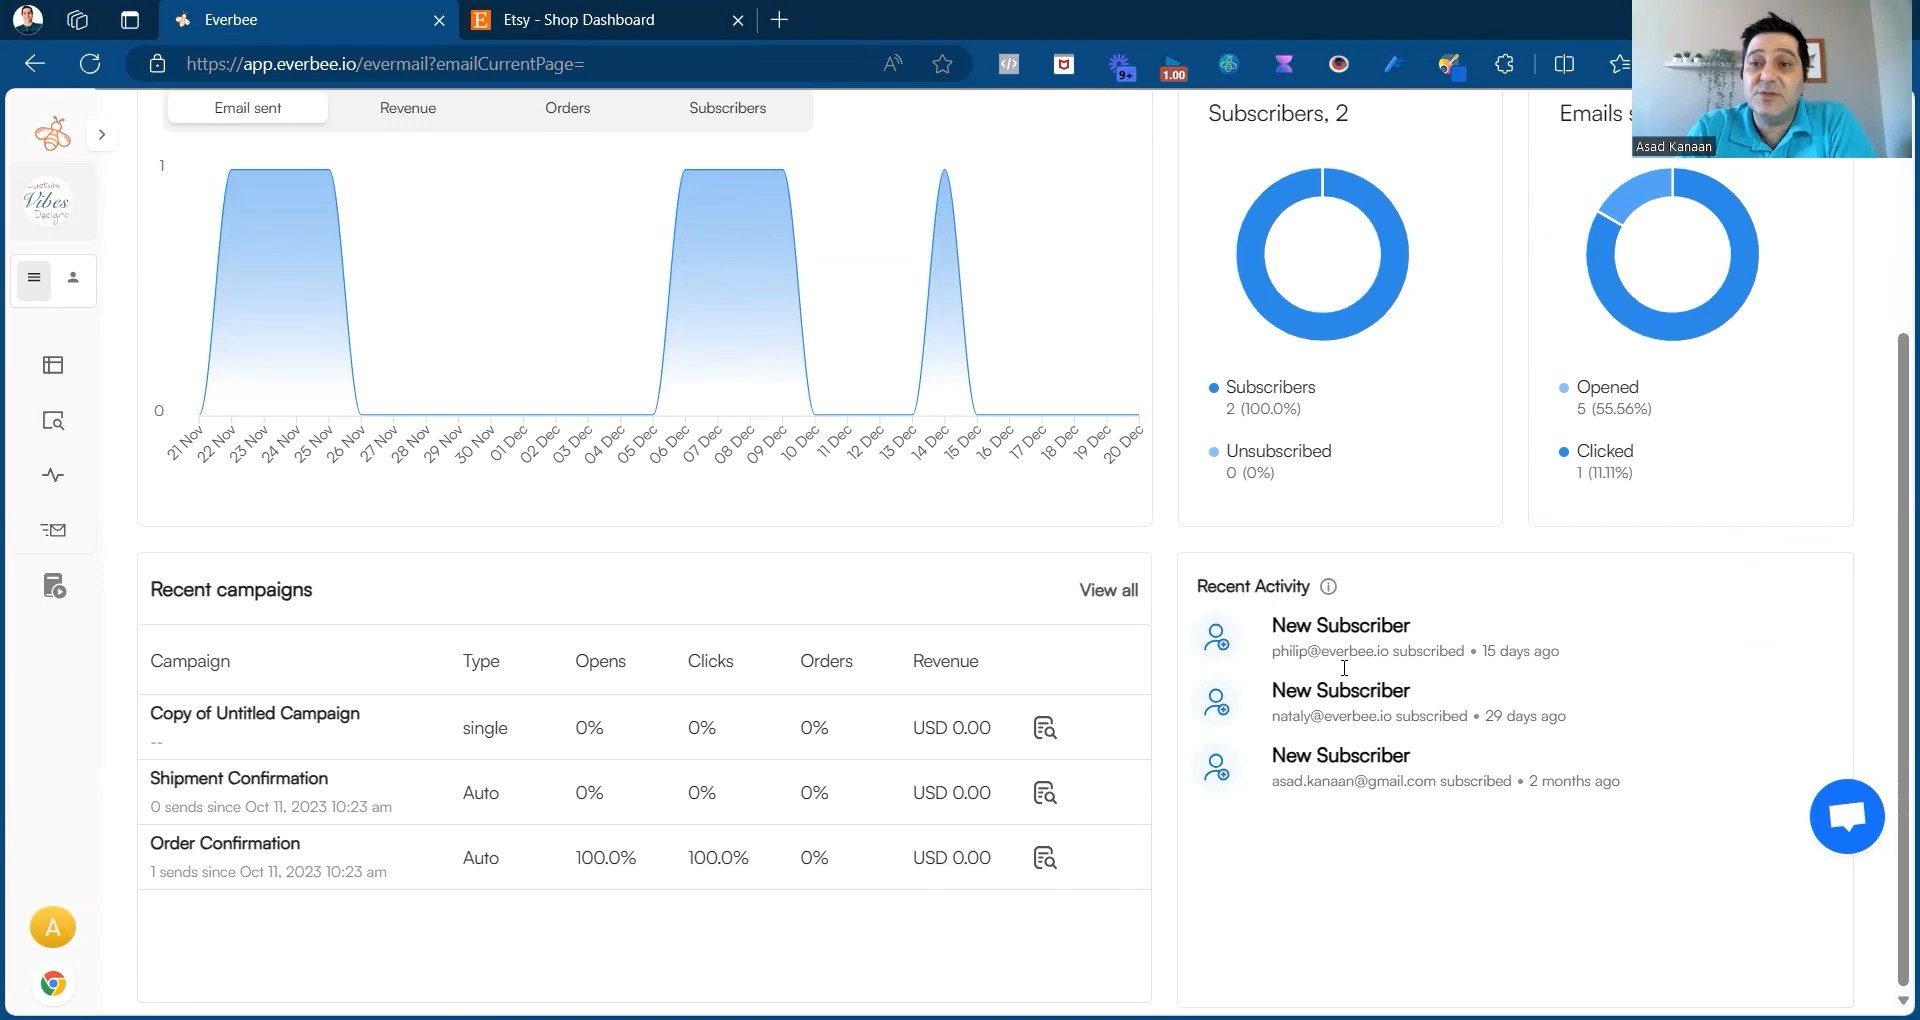 Everbee
Etsy - Shop Dashboard
https://app.everbee.io/evermail?emailCurrentPage=
9+
1.00
Asad Kanaan
Custom
Vibes
Designs
Email sent
Revenue
Orders
Subscribers
1
0
21 Nov
22 Nov
23 Nov
24 Nov
25 Nov
26 Nov
27 Nov
28 Nov
29 Nov
30 Nov
01 Dec
02 Dec
03 Dec
04 Dec
05 Dec
06 Dec
07 Dec
08 Dec
09 Dec
10 Dec
11 Dec
12 Dec
13 Dec
14 Dec
15 Dec
16 Dec
17 Dec
18 Dec
19 Dec
20 Dec
Subscribers, 2
Subscribers
2 (100.0%)
Unsubscribed
0 (0%)
Emails s
Opened
5 (55.56%)
Clicked
1 (11.11%)
Recent campaigns
View all
Campaign Type Opens Clicks Orders Revenue
Copy of Untitled Campaign
--
single 0% 0% 0% USD 0.00
Shipment Confirmation
0 sends since Oct 11, 2023 10:23 am
Auto 0% 0% 0% USD 0.00
Order Confirmation
1 sends since Oct 11, 2023 10:23 am
Auto 100.0% 100.0% 0% USD 0.00
Recent Activity
New Subscriber
philip@everbee.io subscribed • 15 days ago
New Subscriber
nataly@everbee.io subscribed • 29 days ago
New Subscriber
asad.kanaan@gmail.com subscribed • 2 months ago
A